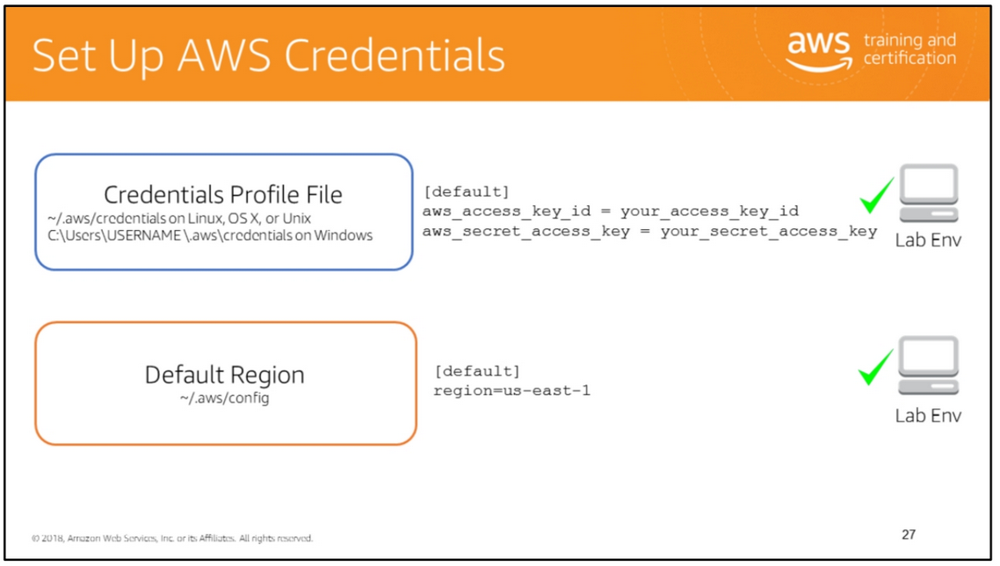 Set Up AWS Credentials
aws training and
certification
Credentials Profile File
~/.aws/credentials on Linux, OS X, or Unix
C:\Users\USERNAME\.aws\credentials on Windows
[default]
aws_access_key_id = your_access_key_id
aws_secret_access_key = your_secret_access_key
Lab Env
Default Region
~/.aws/config
[default]
region=us-east-1
Lab Env
© 2018, Amazon Web Services, Inc. or its Affiliates. All rights reserved.
27